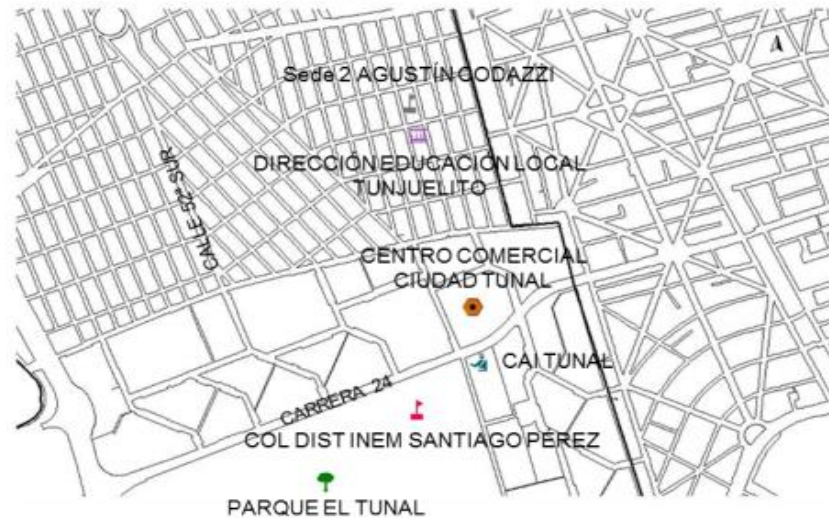 Sede 2 AGUSTÍN CODAZZI
DIRECCIÓN EDUCACIÓN LOCAL
TUNJUELITO
CALLE 52ª SUR
CENTRO COMERCIAL
CIUDAD TUNAL
CAI TUNAL
CARRERA 24
COL DIST INEM SANTIAGO PÉREZ
PARQUE EL TUNAL